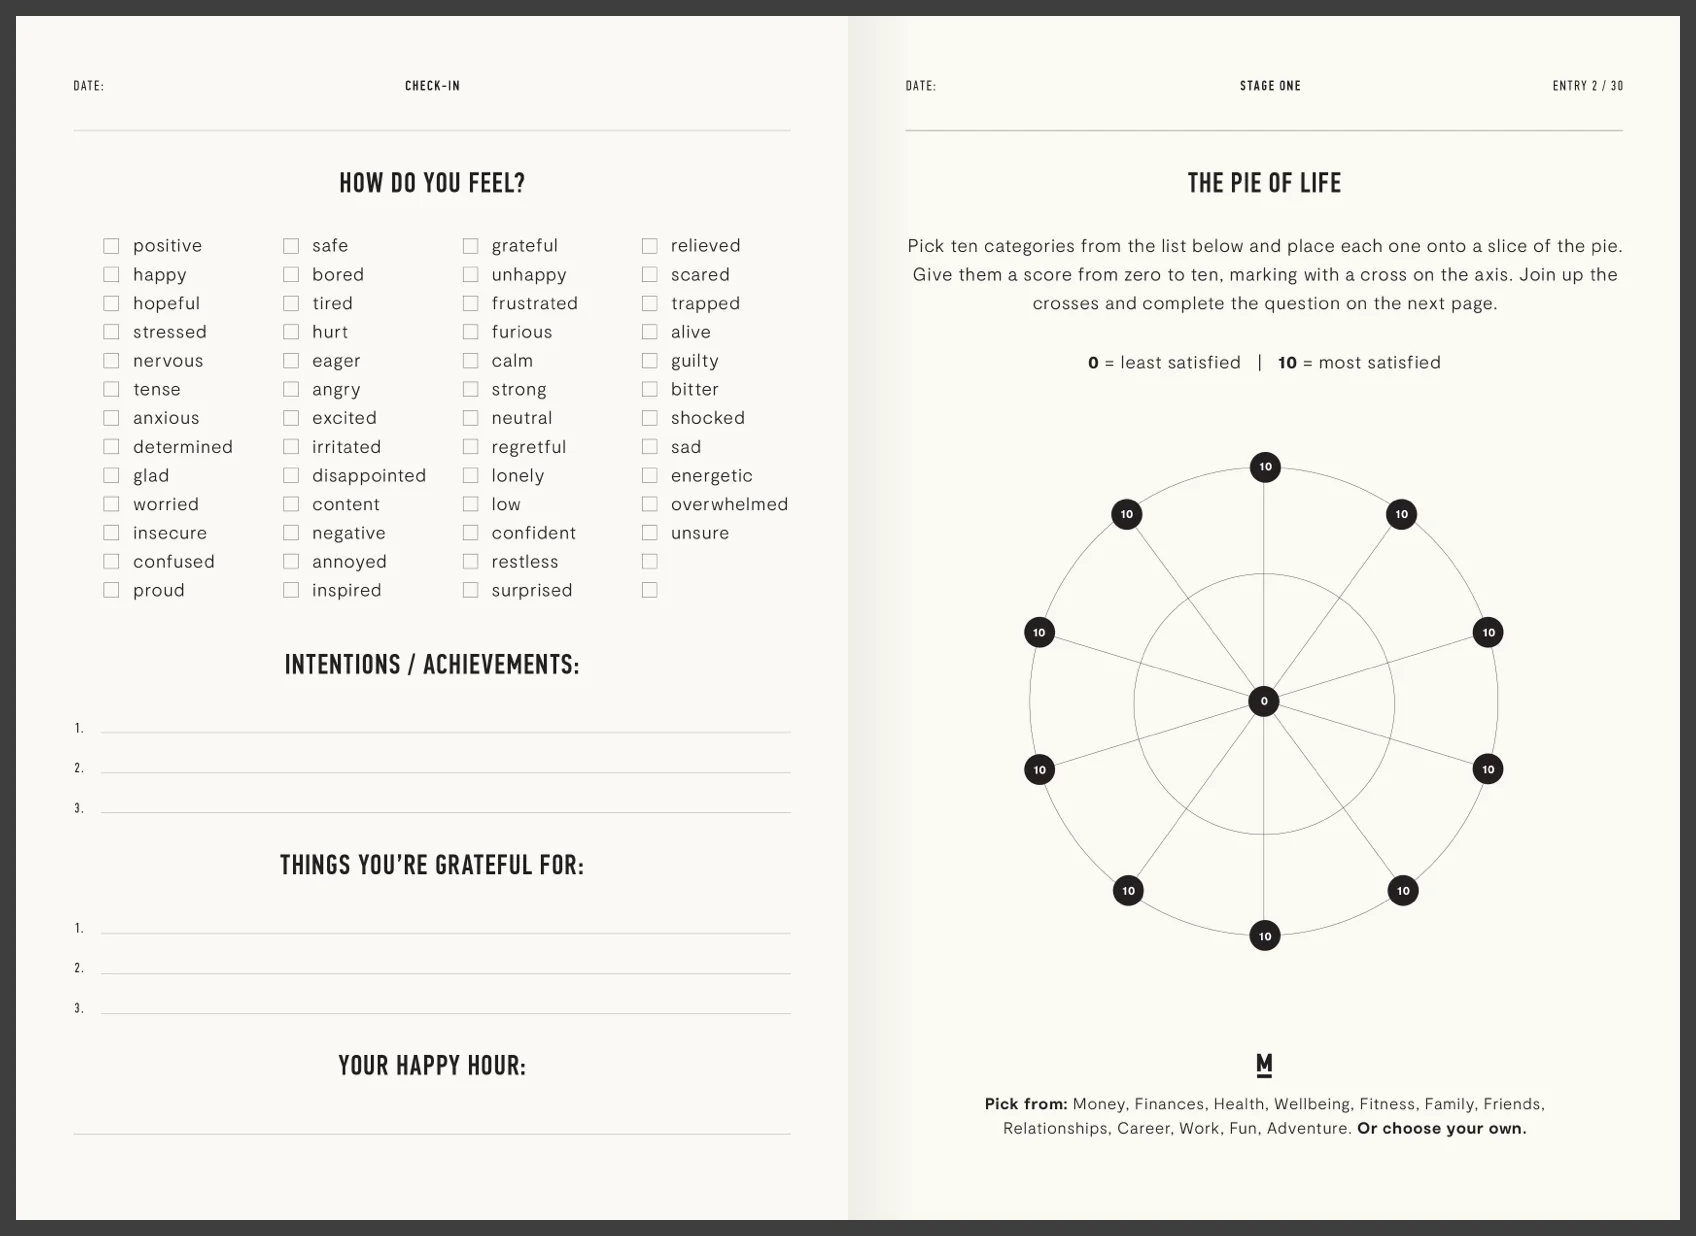 DATE:
CHECK-IN
HOW DO YOU FEEL?
positive
happy
hopeful
stressed
nervous
tense
anxious
determined
glad
worried
insecure
confused
proud
safe
bored
tired
hurt
eager
angry
excited
irritated
disappointed
content
negative
annoyed
inspired
grateful
unhappy
frustrated
furious
calm
strong
neutral
regretful
lonely
low
confident
restless
surprised
relieved
scared
trapped
alive
guilty
bitter
shocked
sad
energetic
overwhelmed
unsure
INTENTIONS / ACHIEVEMENTS:
1.
2.
3.
THINGS YOU’RE GRATEFUL FOR:
1.
2.
3.
YOUR HAPPY HOUR:
DATE:
STAGE ONE
ENTRY 2 / 30
THE PIE OF LIFE
Pick ten categories from the list below and place each one onto a slice of the pie.
Give them a score from zero to ten, marking with a cross on the axis. Join up the
crosses and complete the question on the next page.
0 = least satisfied | 10 = most satisfied
10
10
10
10
10
0
10
10
10
10
10
M
Pick from: Money, Finances, Health, Wellbeing, Fitness, Family, Friends,
Relationships, Career, Work, Fun, Adventure. Or choose your own.